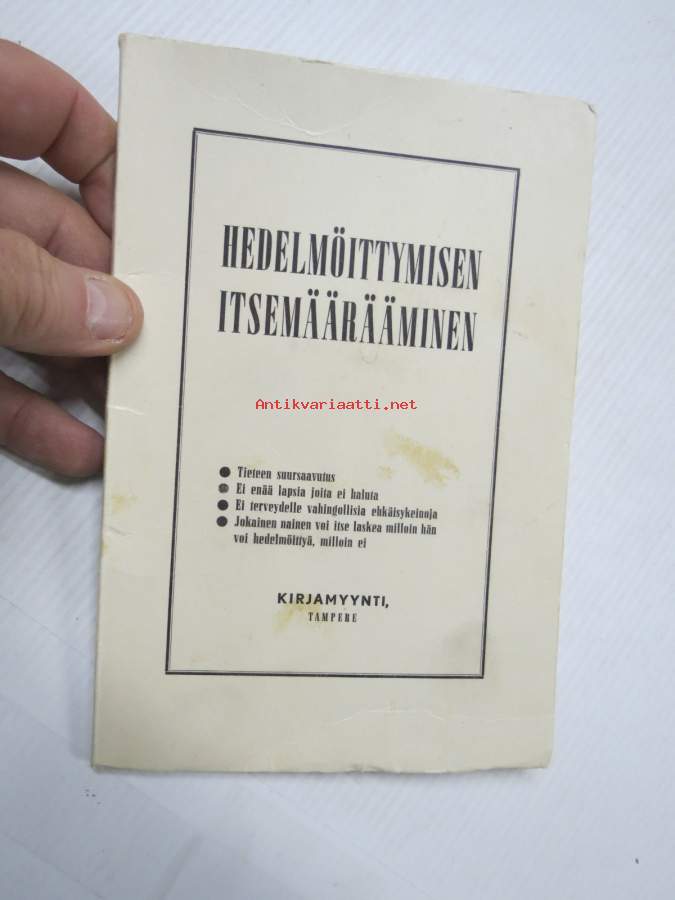 HEDELMÖITTYMISEN
ITSEMÄÄRÄÄMINEN
Antikvariaatti.net
● Tieteen suursaavutus
● Ei enää lapsia joita ei haluta
● Ei terveydelle vahingollisia ehkäisykeinoja
● Jokainen nainen voi itse laskea milloin hän
voi hedelmöittyä, milloin ei
KIRJAMYYNTI,
TAMPERE